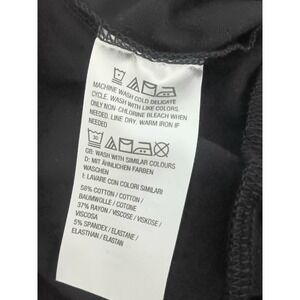 MACHINE WASH COLD DELICATE
CYCLE. WASH WITH LIKE COLORS.
ONLY NON-CHLORINE BLEACH WHEN
NEEDED. LINE DRY. WARM IRON IF
NEEDED
30
GB: WASH WITH SIMILAR COLOURS
D: MIT ÄHNLICHEN FARBEN
WASCHEN
I: LAVARE CON COLORI SIMILARI
58% COTTON / COTTON /
BAUMWOLLE / COTONE
37% RAYON / VISCOSE / VISKOSE /
VISCOSA
5% SPANDEX / ELASTANE /
ELASTHAN / ELASTAN